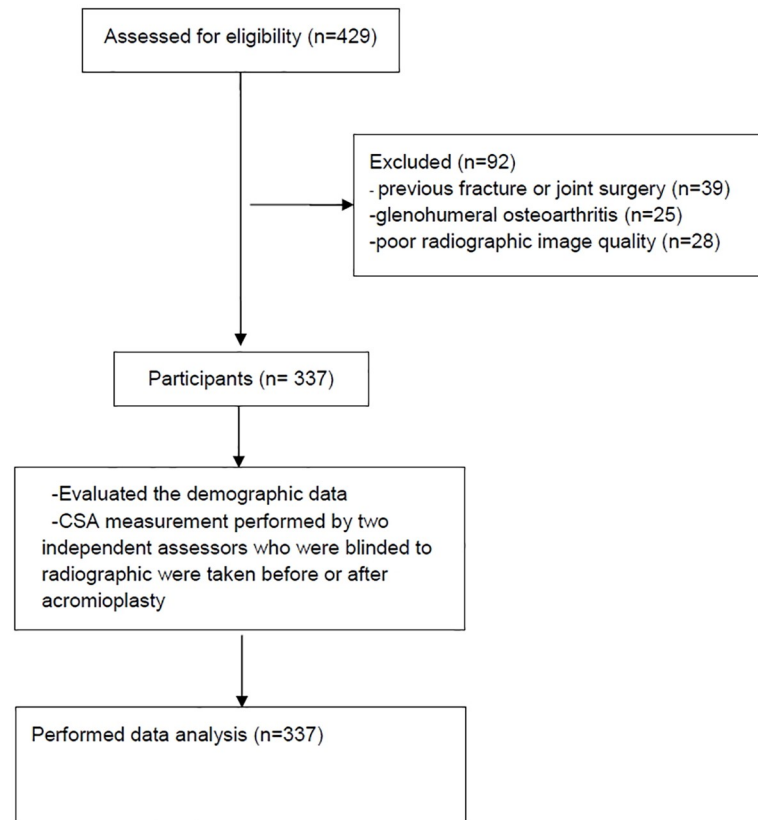 Assessed for eligibility (n=429)
Excluded (n=92)
- previous fracture or joint surgery (n=39)
-glenohumeral osteoarthritis (n=25)
-poor radiographic image quality (n=28)
Participants (n= 337)
-Evaluated the demographic data
-CSA measurement performed by two
independent assessors who were blinded to
radiographic were taken before or after
acromioplasty
Performed data analysis (n=337)